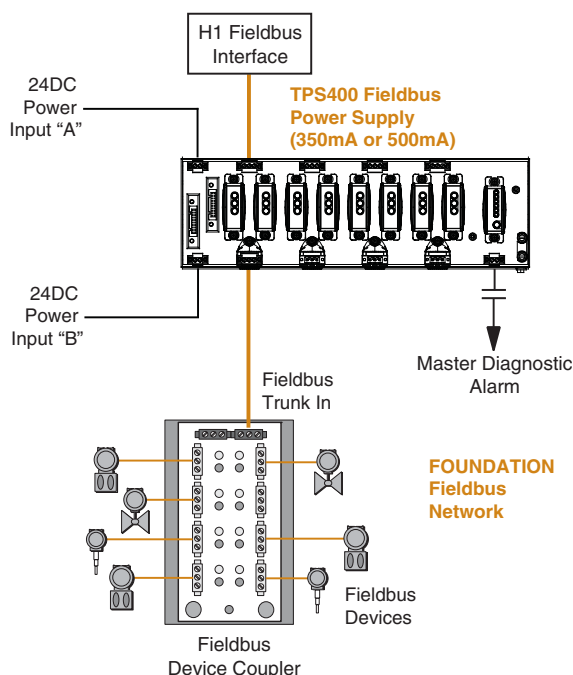 H1 Fieldbus
Interface
24DC
Power
Input “A”
TPS400 Fieldbus
Power Supply
(350mA or 500mA)
24DC
Power
Input “B”
Master Diagnostic
Alarm
Fieldbus
Trunk In
FOUNDATION
Fieldbus
Network
Fieldbus
Devices
Fieldbus
Device Coupler